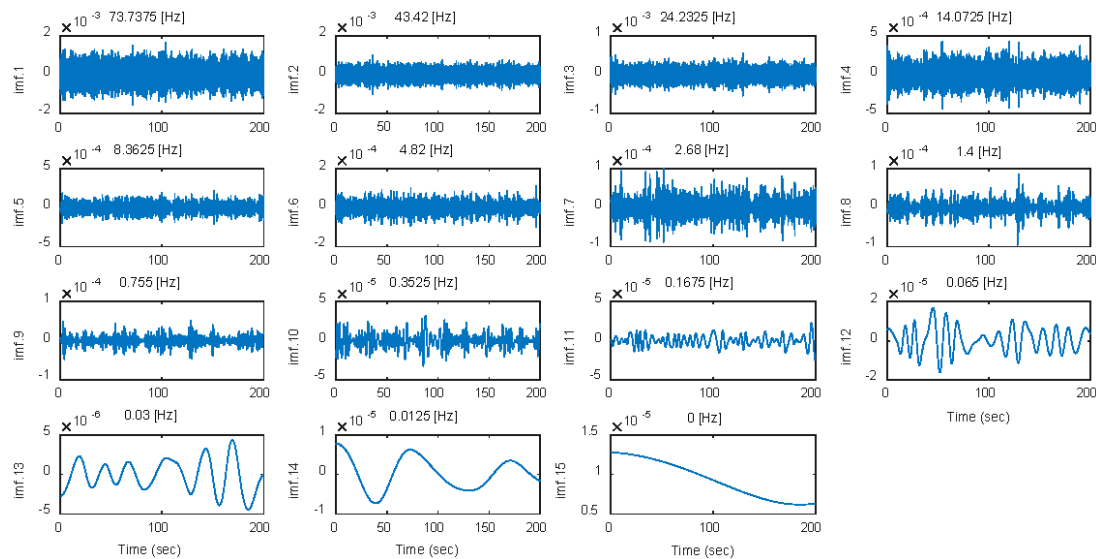 × 10 -3 73.7375 [Hz] × 10 -3 43.42 [Hz] × 10 -3 24.2325 [Hz] × 10 -4 14.0725 [Hz]
2 2 1 5
imf.1 0 imf.2 0 imf.3 0 imf.4 0
-2 -2 -1 -5
0 100 200 0 50 100 150 200 0 100 200 0 100 200
× 10 -4 8.3625 [Hz] × 10 -4 4.82 [Hz] × 10 -4 2.68 [Hz] × 10 -4 1.4 [Hz]
5 2 1 1
imf.5 0 imf.6 0 imf.7 0 imf.8 0
-5 -2 -1 -1
0 100 200 0 50 100 150 200 0 100 200 0 100 200
× 10 -4 0.755 [Hz] × 10 -5 0.3525 [Hz] × 10 -5 0.1675 [Hz] × 10 -5 0.065 [Hz]
1 5 5 2
imf.9 0 imf.10 0 imf.11 0 imf.12 0
-1 -5 -5 -2
0 100 200 0 50 100 150 200 0 100 200 0 100 200
Time (sec)
× 10 -6 0.03 [Hz] × 10 -5 0.0125 [Hz] × 10 -5 0 [Hz]
5 1 1.5
imf.13 0 imf.14 0 imf.15 1
-5 -1 0.5
0 50 100 150 200 0 50 100 150 200 0 100 200
Time (sec) Time (sec) Time (sec)